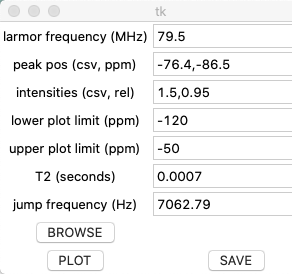 tk
larmor frequency (MHz) 79.5
peak pos (csv, ppm) -76.4,-86.5
intensities (csv, rel) 1.5,0.95
lower plot limit (ppm) -120
upper plot limit (ppm) -50
T2 (seconds) 0.0007
jump frequency (Hz) 7062.79
BROWSE
PLOT SAVE